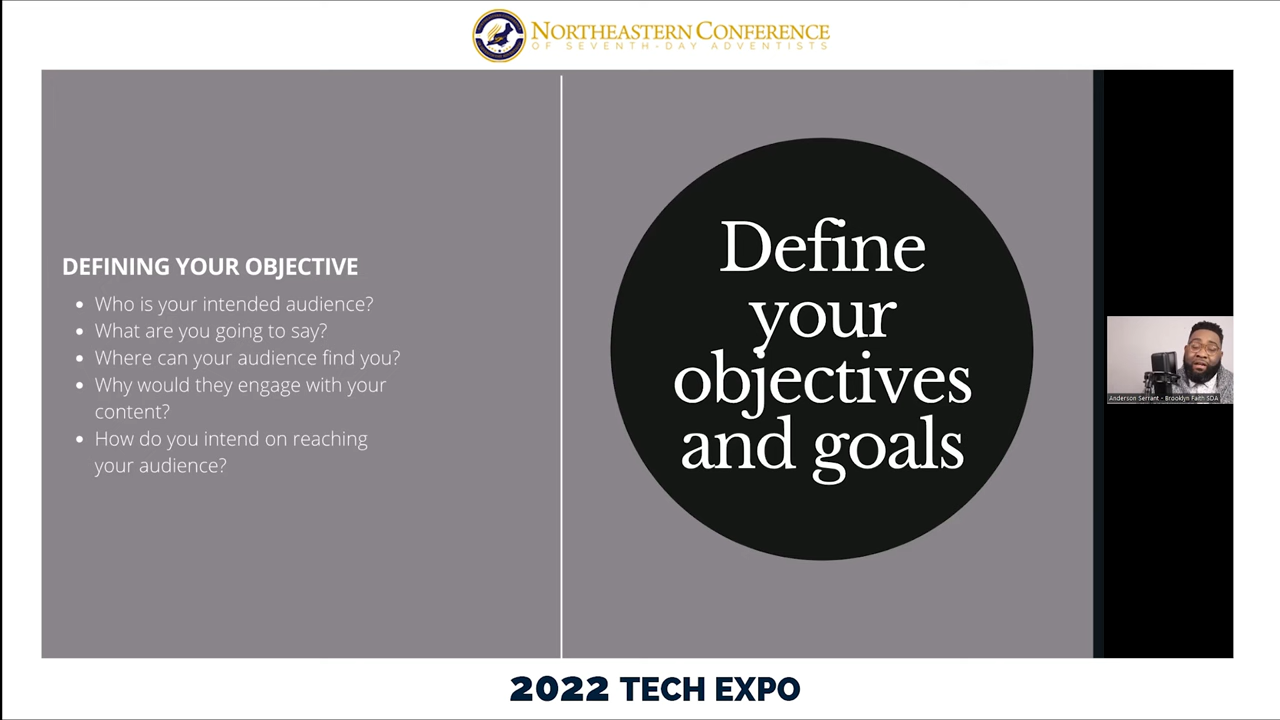 NORTHEASTERN CONFERENCE
OF SEVENTH-DAY ADVENTISTS
DEFINING YOUR OBJECTIVE
• Who is your intended audience?
• What are you going to say?
• Where can your audience find you?
• Why would they engage with your
content?
• How do you intend on reaching
your audience?
Define
your
objectives
and goals
Anderson Serrant - Brooklyn Faith SDA
2022 TECH EXPO